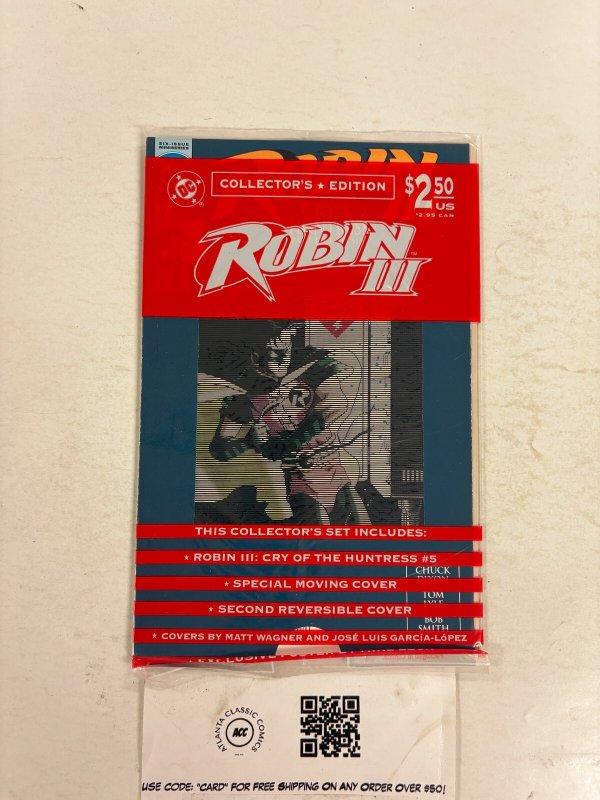 SIX-ISSUE
MINISERIES
ROBIN
DC
COLLECTOR'S ★ EDITION
$2.50
US
$2.95 CAN
ROBIN III™
R
THIS COLLECTOR'S SET INCLUDES:
★ ROBIN III: CRY OF THE HUNTRESS #5
★ SPECIAL MOVING COVER
★ SECOND REVERSIBLE COVER
★ COVERS BY MATT WAGNER AND JOSÉ LUIS GARCÍA-LÓPEZ
CHUCK
DIXON
TOM
LYLE
BOB
SMITH
ATLANTA CLASSIC COMICS
ACC
USE CODE: "CARD" FOR FREE SHIPPING ON ANY ORDER OVER $50!